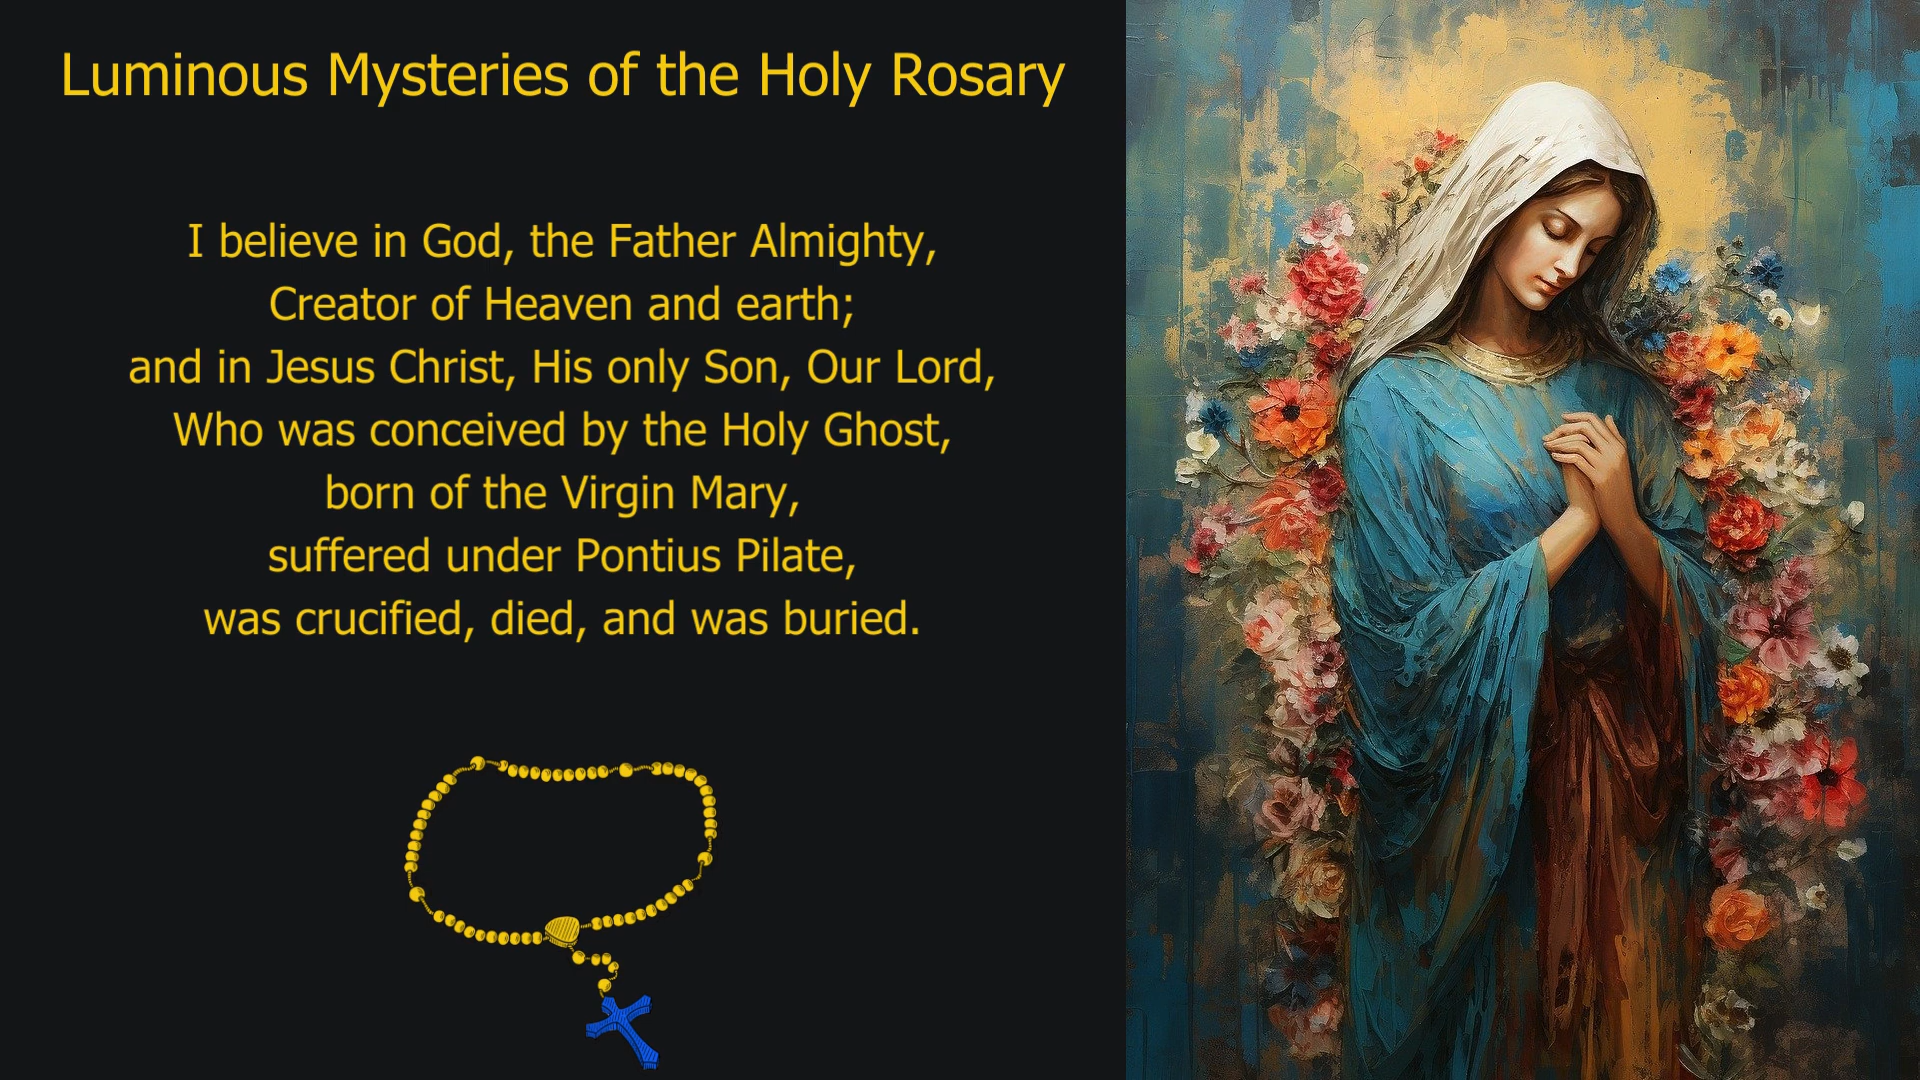 Luminous Mysteries of the Holy Rosary
I believe in God, the Father Almighty,
Creator of Heaven and earth;
and in Jesus Christ, His only Son, Our Lord,
Who was conceived by the Holy Ghost,
born of the Virgin Mary,
suffered under Pontius Pilate,
was crucified, died, and was buried.